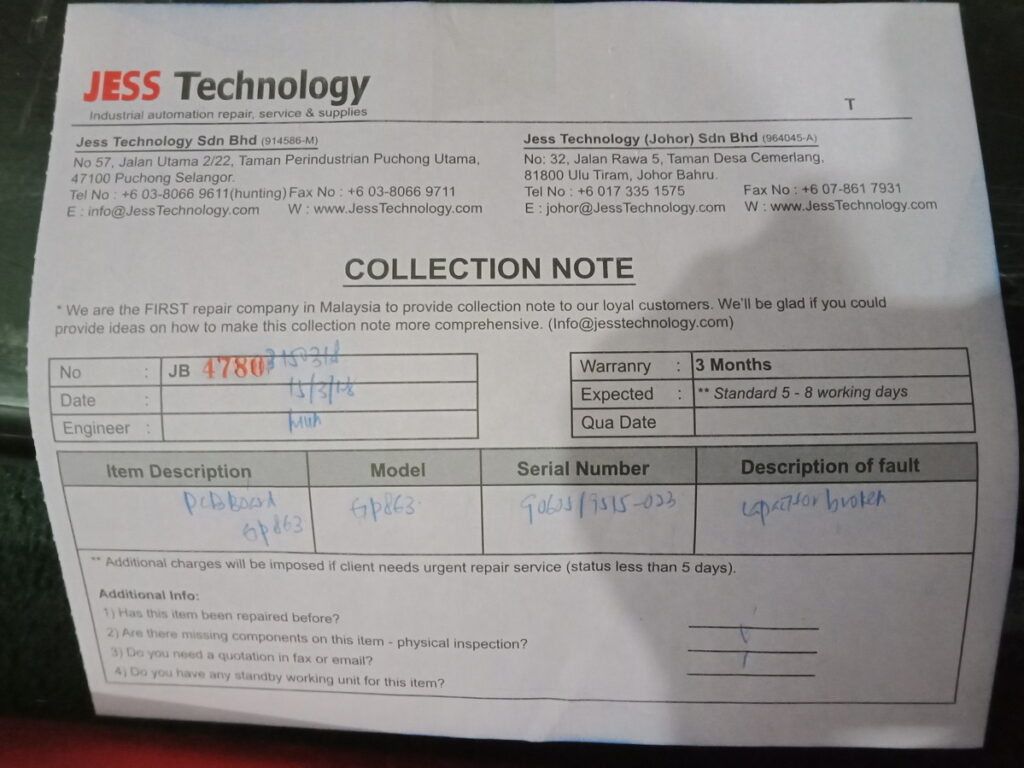 JESS Technology
Industrial automation repair, service & supplies
T
Jess Technology Sdn Bhd (914586-M)
No 57, Jalan Utama 2/22, Taman Perindustrian Puchong Utama,
47100 Puchong Selangor.
Tel No : +6 03-8066 9611(hunting) Fax No : +6 03-8066 9711
E : info@JessTechnology.com W : www.JessTechnology.com
Jess Technology (Johor) Sdn Bhd (964045-A)
No: 32, Jalan Rawa 5, Taman Desa Cemerlang,
81800 Ulu Tiram, Johor Bahru.
Tel No : +6 017 335 1575 Fax No : +6 07-861 7931
E : johor@JessTechnology.com W : www.JessTechnology.com
COLLECTION NOTE
* We are the FIRST repair company in Malaysia to provide collection note to our loyal customers. We'll be glad if you could
provide ideas on how to make this collection note more comprehensive. (Info@jesstechnology.com)
No : JB 4780
Date : 15/3/18
Engineer :
Warranry : 3 Months
Expected : ** Standard 5 - 8 working days
Qua Date
Item Description Model Serial Number Description of fault
PCB Board GP863 broken
GP863
** Additional charges will be imposed if client needs urgent repair service (status less than 5 days).
Additional Info:
1) Has this item been repaired before?
2) Are there missing components on this item - physical inspection?
3) Do you need a quotation in fax or email?
4) Do you have any standby working unit for this item?